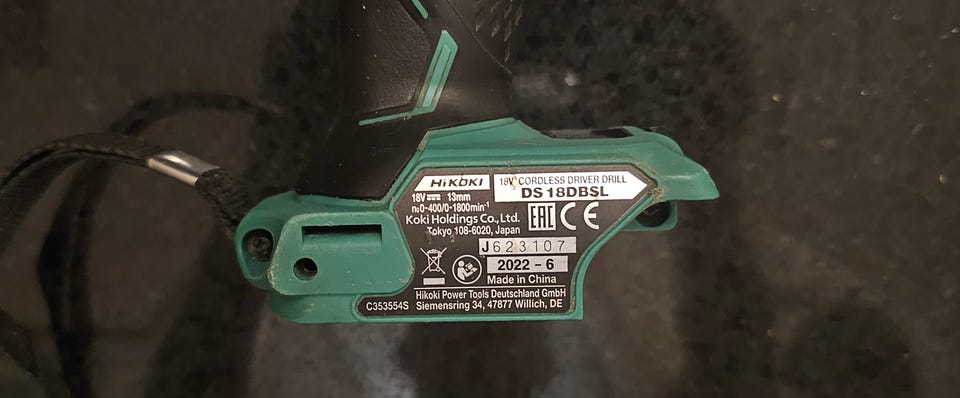 HiKOKI
18V CORDLESS DRIVER DRILL
DS 18DBSL
18V 13mm
n₀0-400/0-1800min⁻¹
Koki Holdings Co., Ltd.
Tokyo 108-6020, Japan
EAC CE
J623107
2022 - 6
Made in China
Hikoki Power Tools Deutschland GmbH
Siemensring 34, 47877 Willich, DE
C353554S